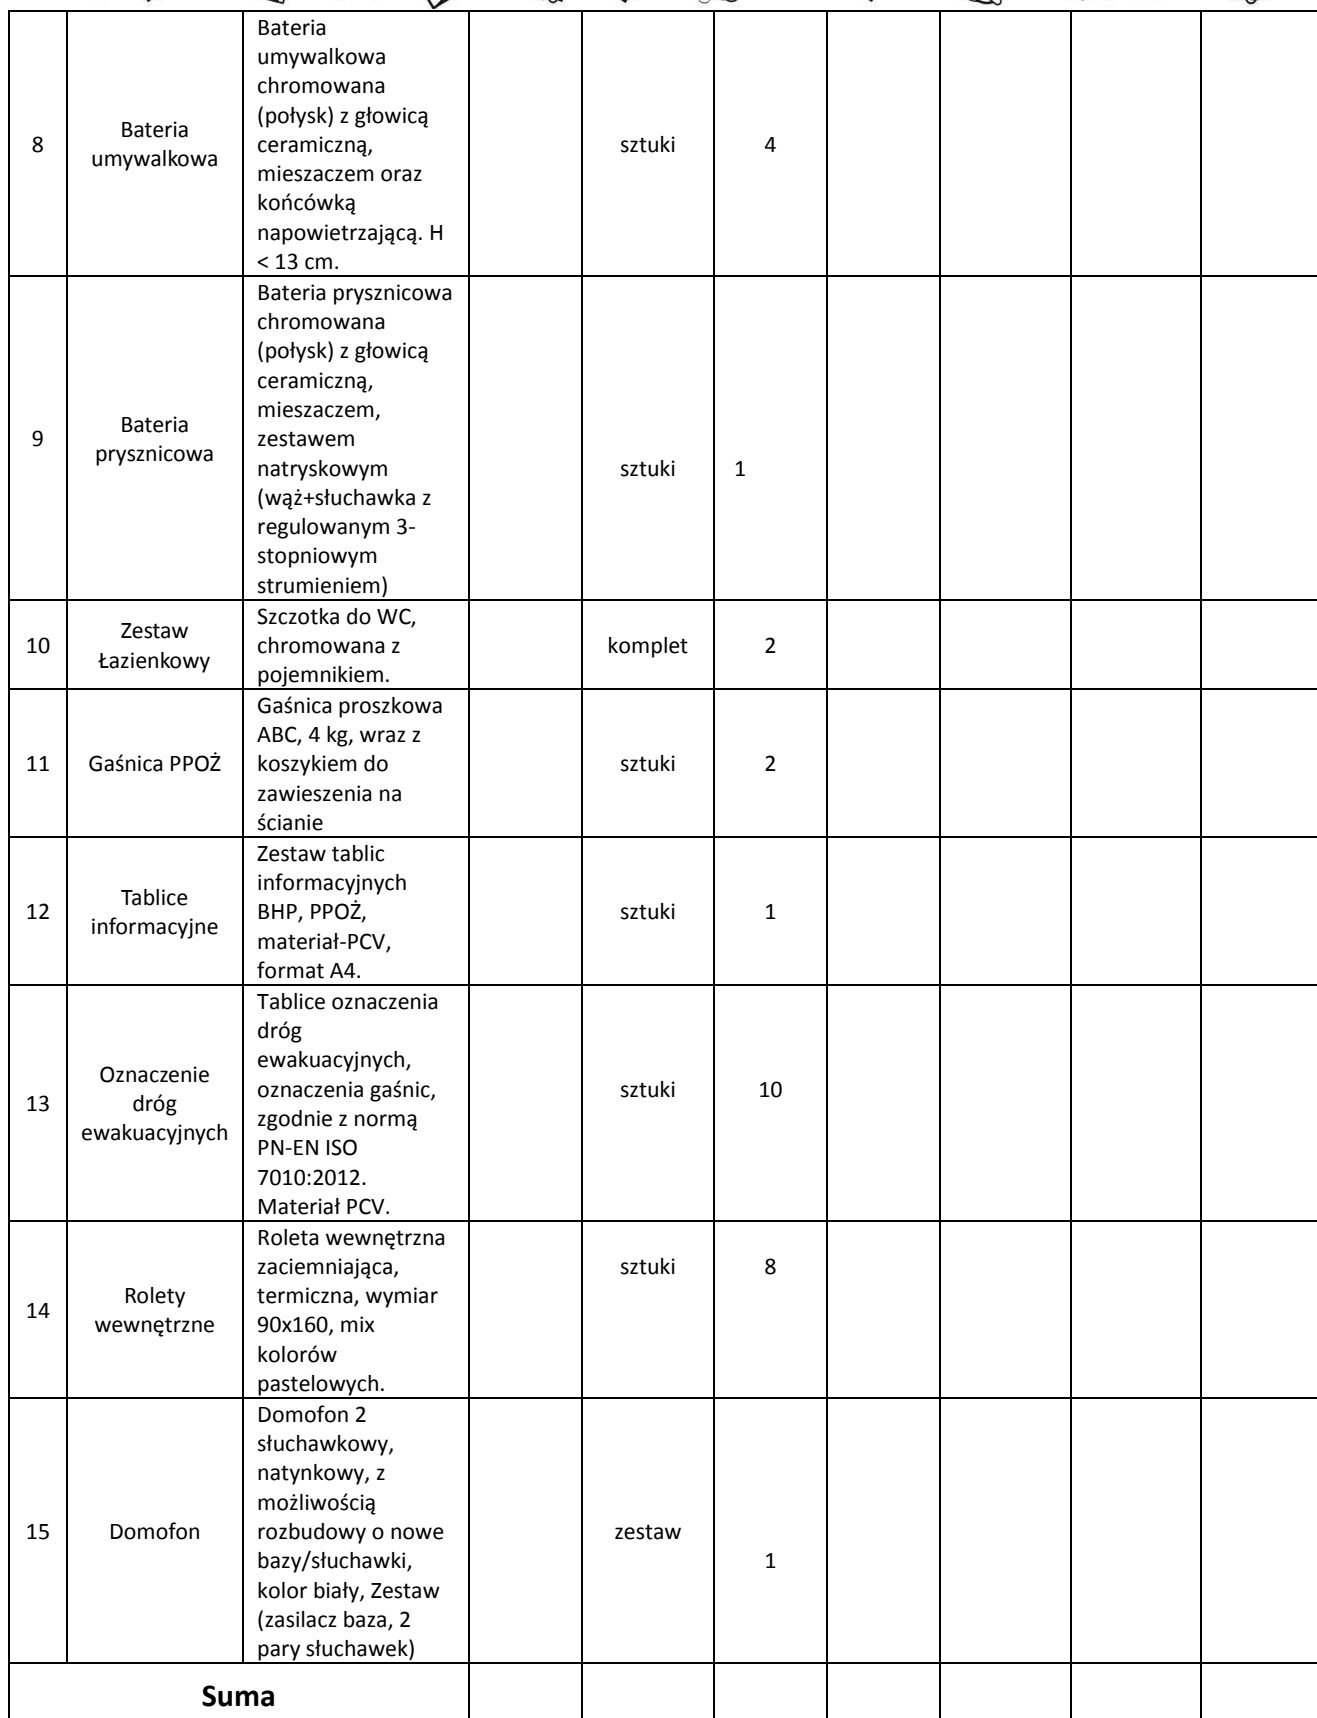 8
Bateria
umywalkowa
Bateria
umywalkowa
chromowana
(połysk) z głowicą
ceramiczną,
mieszaczem oraz
końcówką
napowietrzającą. H
< 13 cm.
sztuki
4
9
Bateria
prysznicowa
Bateria prysznicowa
chromowana
(połysk) z głowicą
ceramiczną,
mieszaczem,
zestawem
natryskowym
(wąż+słuchawka z
regulowanym 3-
stopniowym
strumieniem)
sztuki
1
10
Zestaw
Łazienkowy
Szczotka do WC,
chromowana z
pojemnikiem.
komplet
2
11
Gaśnica PPOŻ
Gaśnica proszkowa
ABC, 4 kg, wraz z
koszykiem do
zawieszenia na
ścianie
sztuki
2
12
Tablice
informacyjne
Zestaw tablic
informacyjnych
BHP, PPOŻ,
materiał-PCV,
format A4.
sztuki
1
13
Oznaczenie
dróg
ewakuacyjnych
Tablice oznaczenia
dróg
ewakuacyjnych,
oznaczenia gaśnic,
zgodnie z normą
PN-EN ISO
7010:2012.
Materiał PCV.
sztuki
10
14
Rolety
wewnętrzne
Roleta wewnętrzna
zaciemniająca,
termiczna, wymiar
90x160, mix
kolorów
pastelowych.
sztuki
8
15
Domofon
Domofon 2
słuchawkowy,
natynkowy, z
możliwością
rozbudowy o nowe
bazy/słuchawki,
kolor biały, Zestaw
(zasilacz baza, 2
pary słuchawek)
zestaw
1
Suma